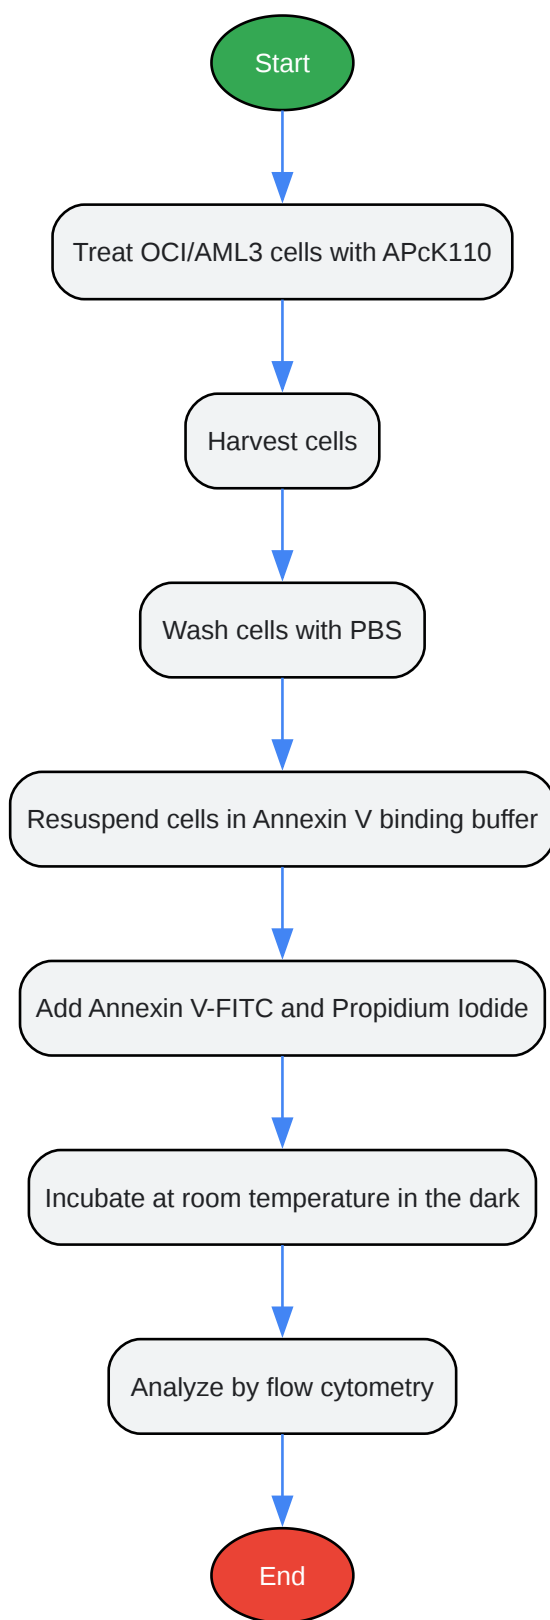 Start
Treat OCI/AML3 cells with APcK110
Harvest cells
Wash cells with PBS
Resuspend cells in Annexin V binding buffer
Add Annexin V-FITC and Propidium Iodide
Incubate at room temperature in the dark
Analyze by flow cytometry
End